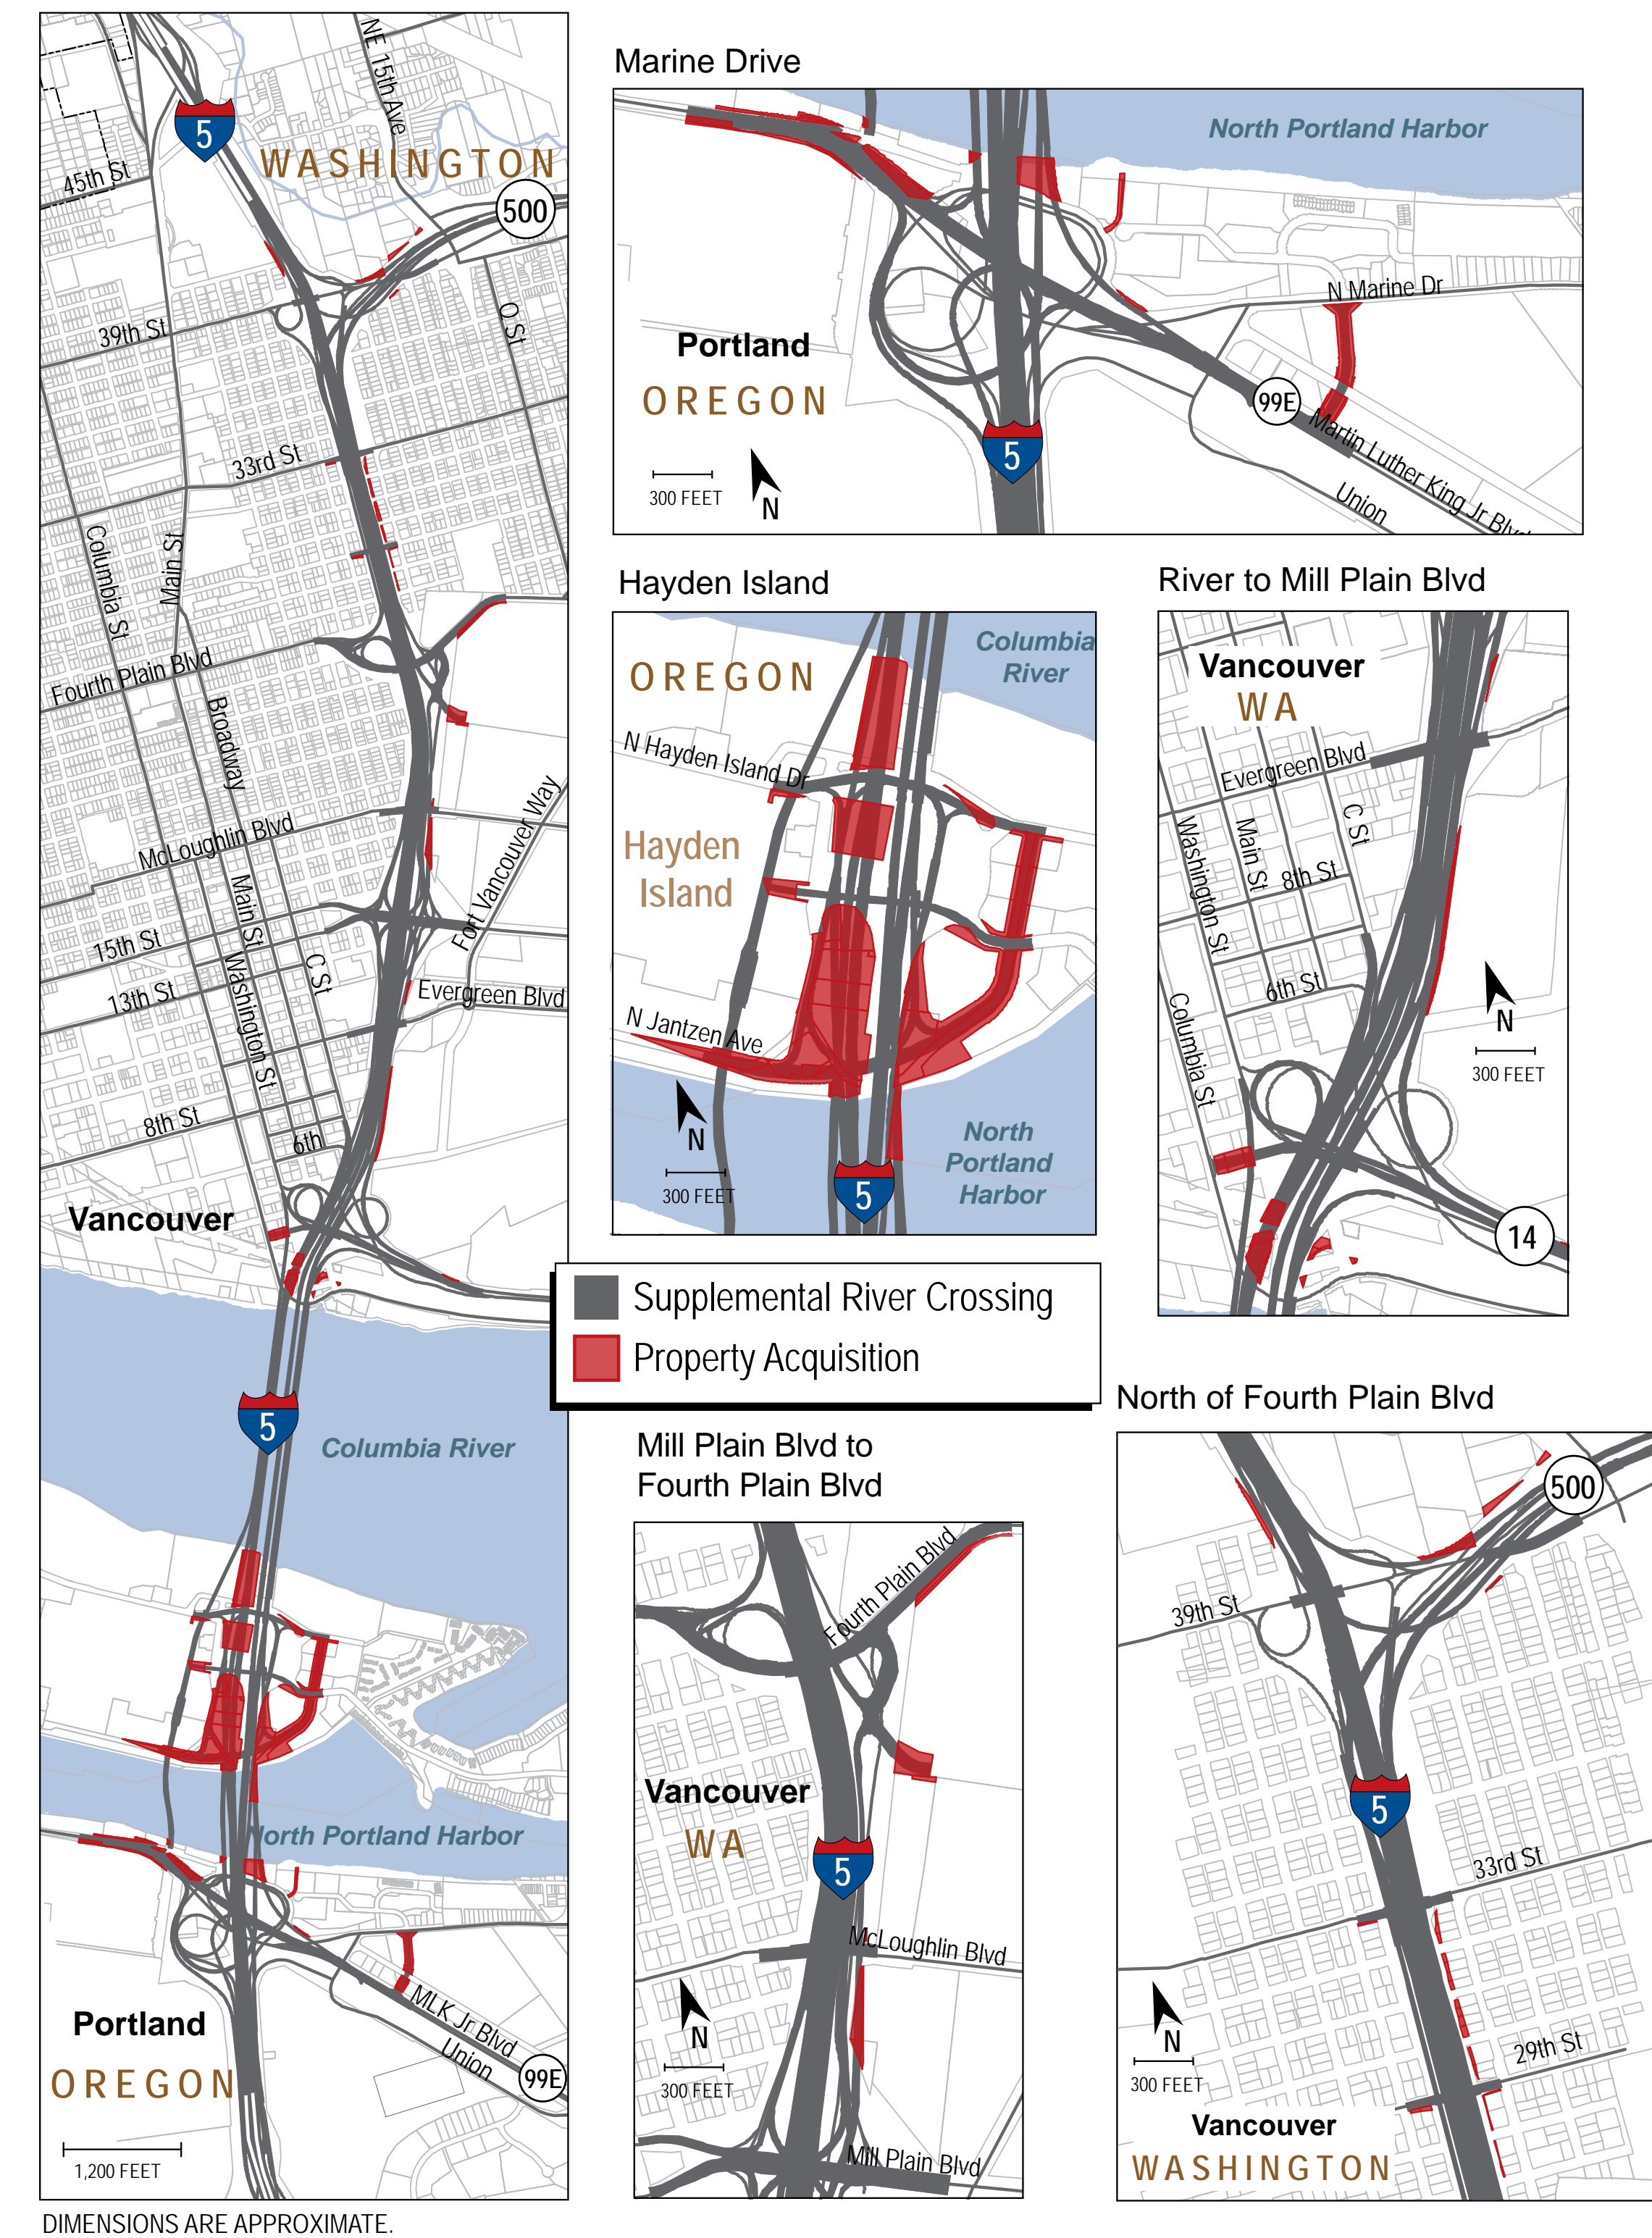 NE 15th Ave
5
WASHINGTON
45th St
500
39th St
O St
33rd St
Columbia St
Main St
Fourth Plain Blvd
Broadway
McLoughlin Blvd
Fort Vancouver Way
Main St
15th St
C St
Washington St
13th St
Evergreen Blvd
8th St
6th
Vancouver
5
Columbia River
North Portland Harbor
Portland
OREGON
MLK Jr Blvd
Union
99E
1,200 FEET
DIMENSIONS ARE APPROXIMATE.
Marine Drive
North Portland Harbor
N Marine Dr
Portland
OREGON
99E
5
Martin Luther King Jr Blvd
Union
300 FEET
N
Hayden Island
Columbia
River
OREGON
N Hayden Island Dr
Hayden
Island
N Jantzen Ave
N
300 FEET
North
Portland
Harbor
5
River to Mill Plain Blvd
Vancouver
WA
Evergreen Blvd
C St
Main St
Washington St
8th St
6th St
Columbia St
N
300 FEET
14
Supplemental River Crossing
Property Acquisition
Mill Plain Blvd to
Fourth Plain Blvd
Fourth Plain Blvd
Vancouver
WA
5
McLoughlin Blvd
N
300 FEET
Mill Plain Blvd
North of Fourth Plain Blvd
500
39th St
5
33rd St
29th St
N
300 FEET
Vancouver
WASHINGTON